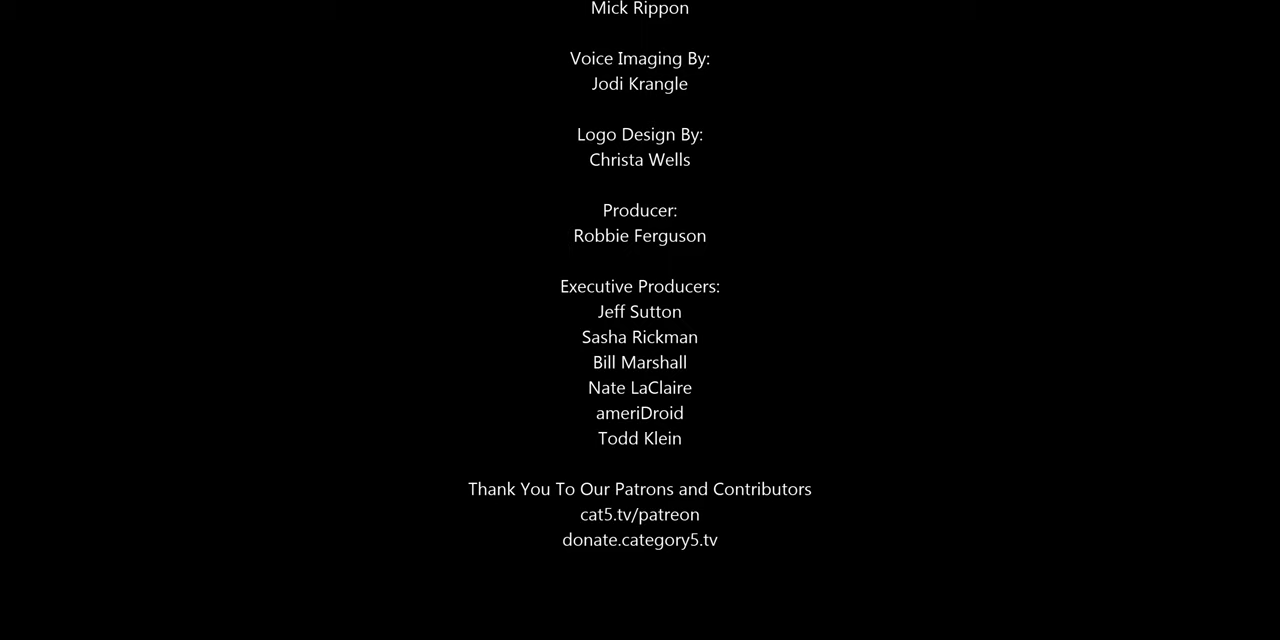 Mick Rippon
Voice Imaging By:
Jodi Krangle
Logo Design By:
Christa Wells
Producer:
Robbie Ferguson
Executive Producers:
Jeff Sutton
Sasha Rickman
Bill Marshall
Nate LaClaire
ameriDroid
Todd Klein
Thank You To Our Patrons and Contributors
cat5.tv/patreon
donate.category5.tv